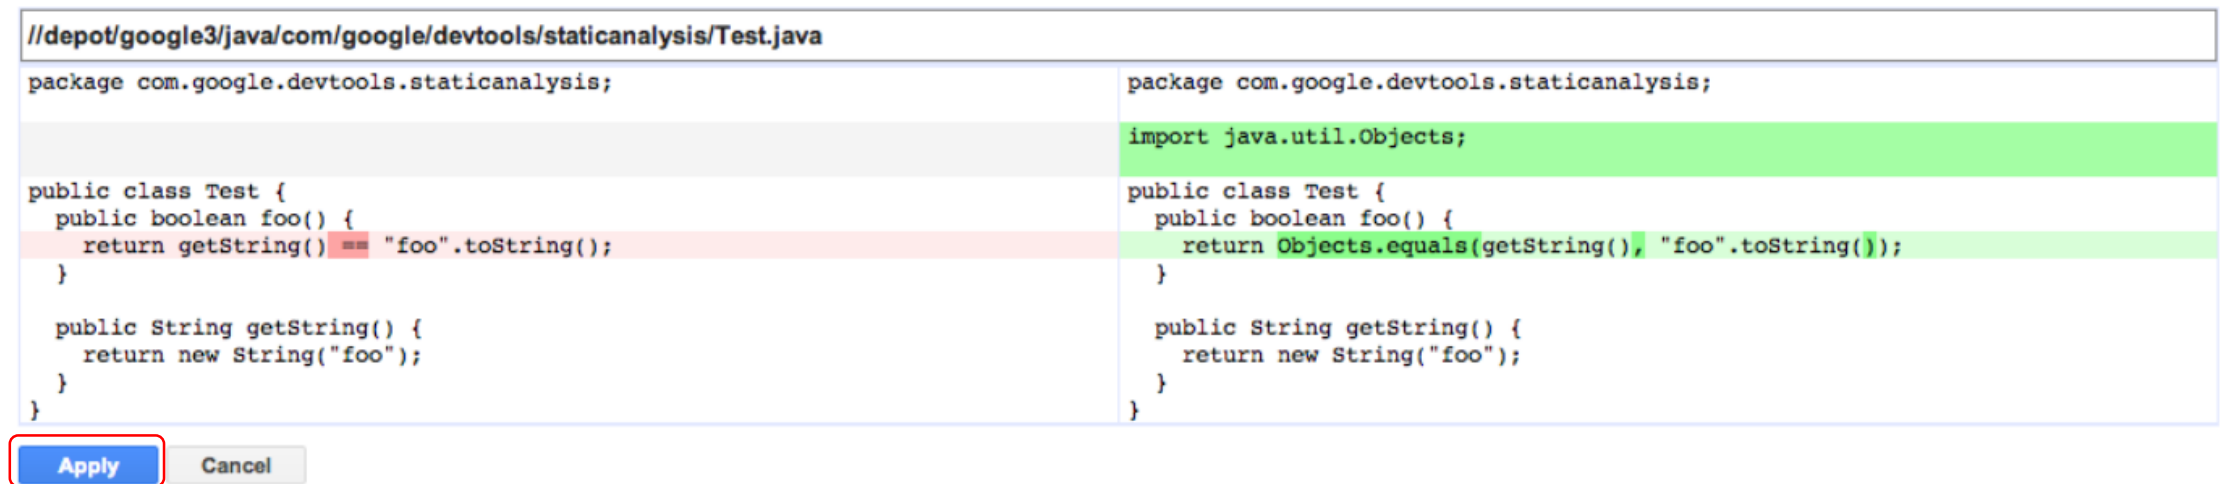 //depot/google3/java/com/google/devtools/staticanalysis/Test.java
package com.google.devtools.staticanalysis;
public class Test {
  public boolean foo() {
    return getString() == "foo".toString();
  }
  public String getString() {
    return new String("foo");
  }
}
package com.google.devtools.staticanalysis;
import java.util.Objects;
public class Test {
  public boolean foo() {
    return Objects.equals(getString(), "foo".toString());
  }
  public String getString() {
    return new String("foo");
  }
}
Apply
Cancel